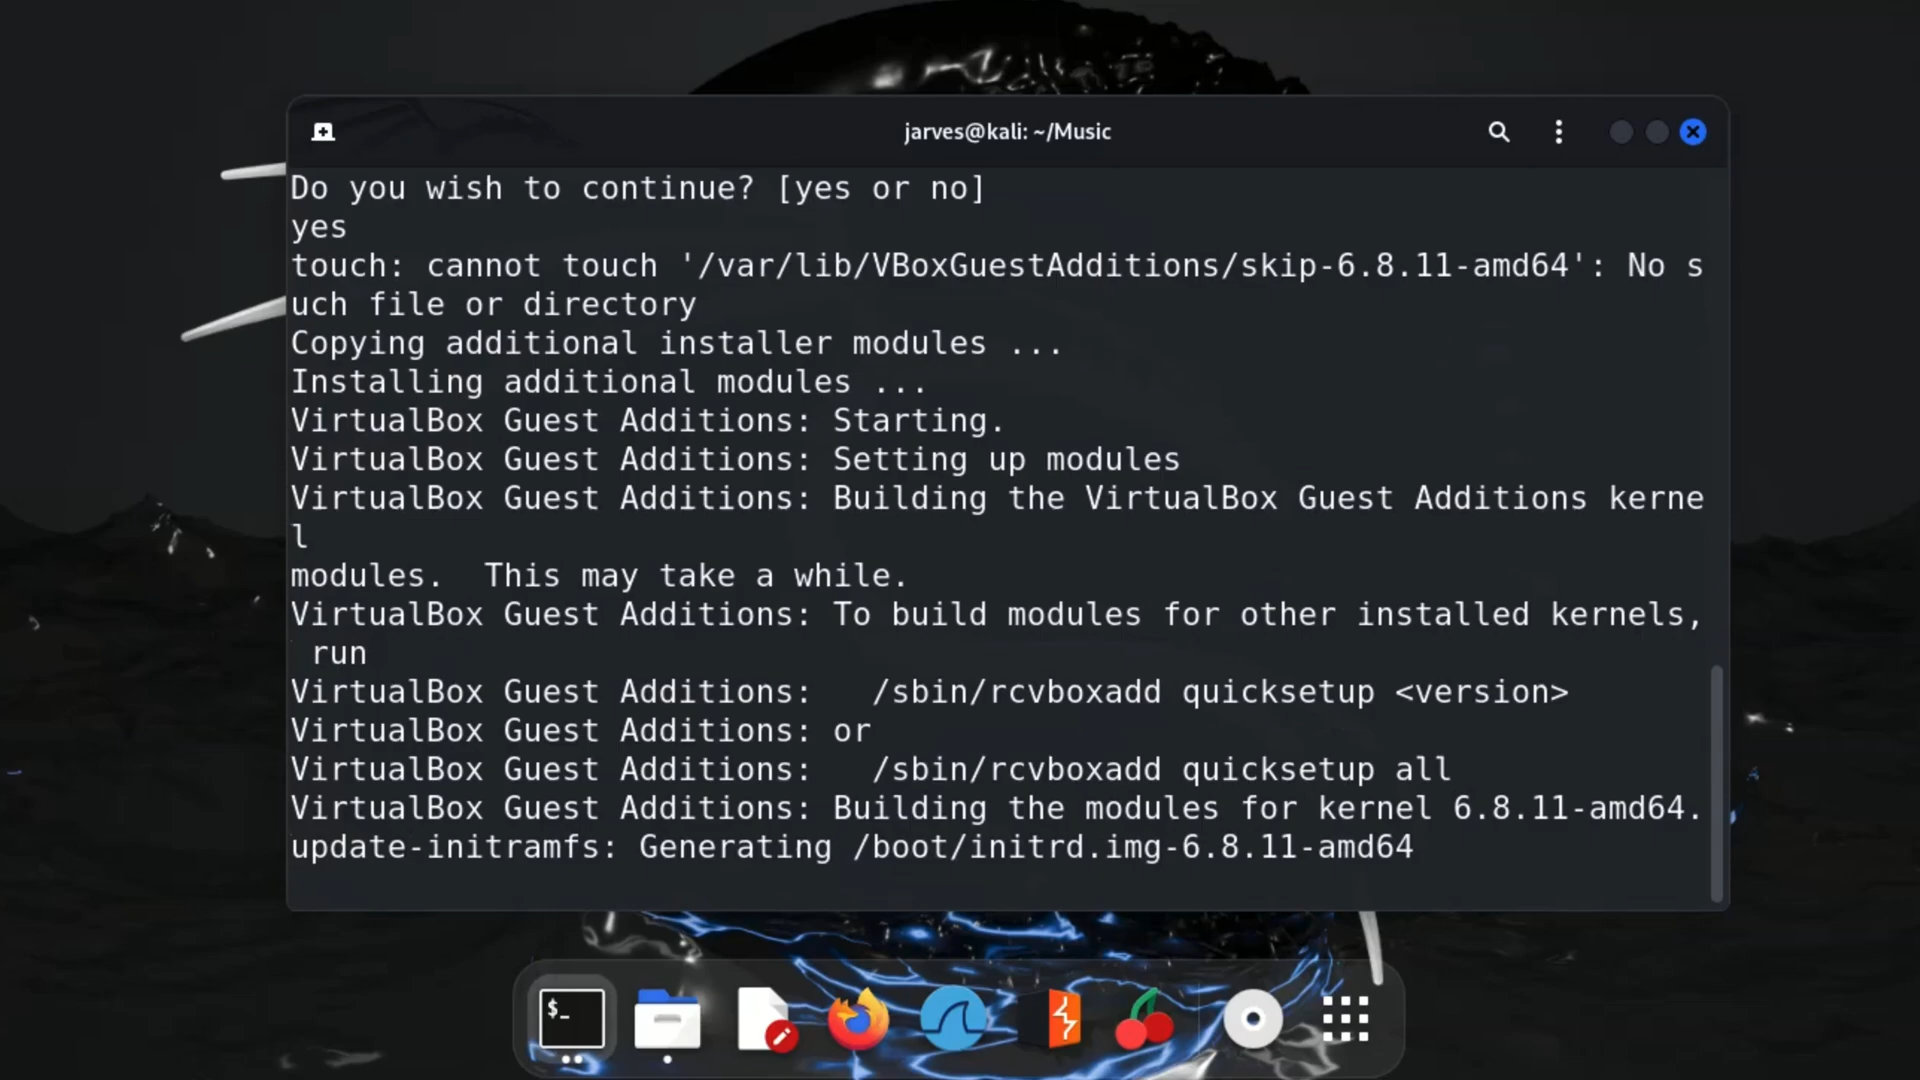 jarves@kali: ~/Music
Do you wish to continue? [yes or no]
yes
touch: cannot touch '/var/lib/VBoxGuestAdditions/skip-6.8.11-amd64': No s
uch file or directory
Copying additional installer modules ...
Installing additional modules ...
VirtualBox Guest Additions: Starting.
VirtualBox Guest Additions: Setting up modules
VirtualBox Guest Additions: Building the VirtualBox Guest Additions kerne
l
modules.  This may take a while.
VirtualBox Guest Additions: To build modules for other installed kernels,
 run
VirtualBox Guest Additions:   /sbin/rcvboxadd quicksetup <version>
VirtualBox Guest Additions: or
VirtualBox Guest Additions:   /sbin/rcvboxadd quicksetup all
VirtualBox Guest Additions: Building the modules for kernel 6.8.11-amd64.
update-initramfs: Generating /boot/initrd.img-6.8.11-amd64
$_